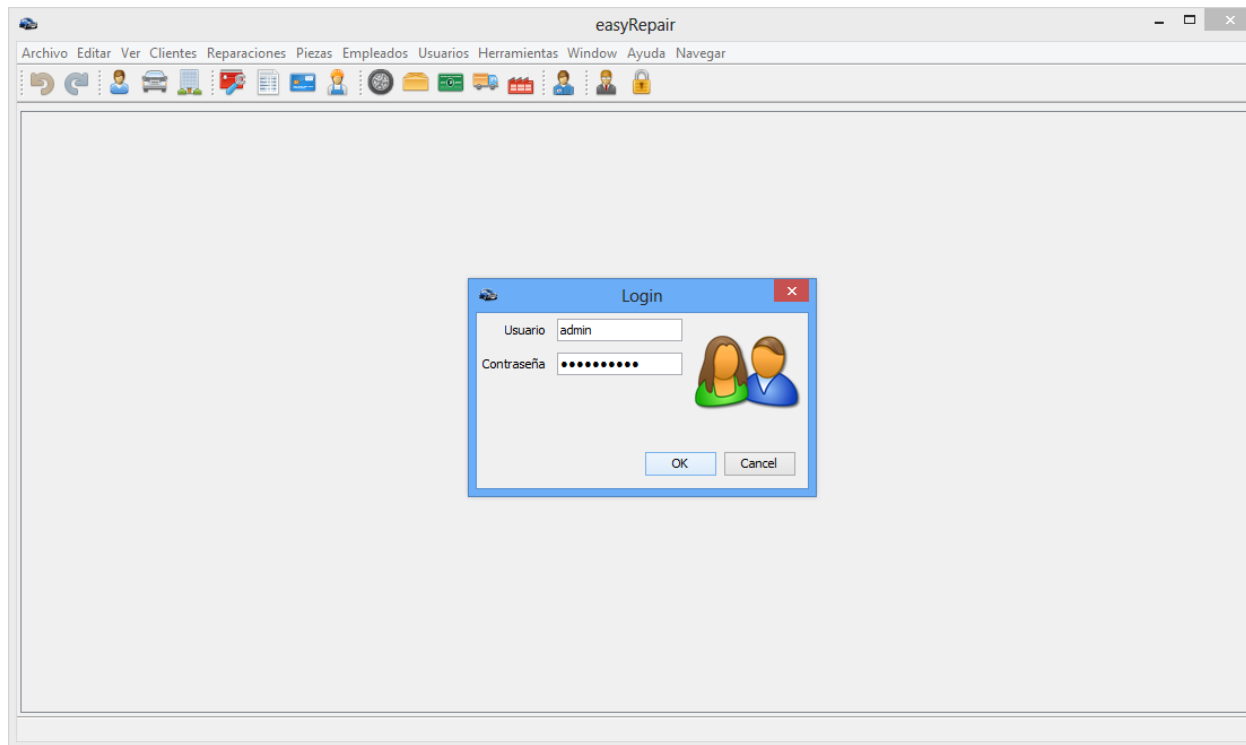 easyRepair
Archivo Editar Ver Clientes Reparaciones Piezas Empleados Usuarios Herramientas Window Ayuda Navegar
Login
Usuario admin
Contraseña ●●●●●●●●●●
OK Cancel